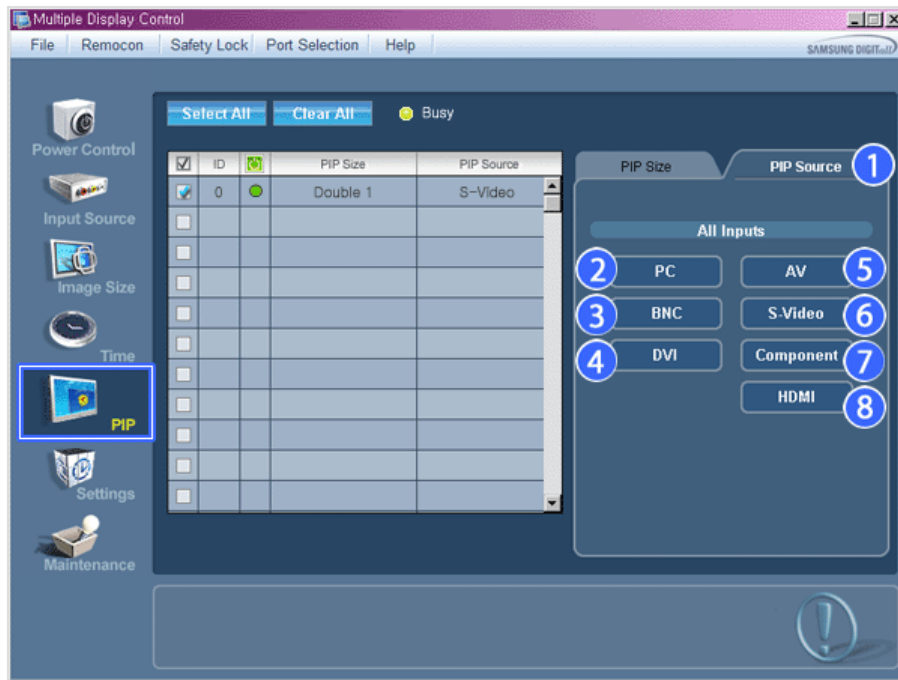 Multiple Display Control
File Remocon Safety Lock Port Selection Help
SAMSUNG DIGITall
Select All Clear All Busy
Power Control
Input Source
Image Size
Time
PIP
Settings
Maintenance
ID PIP Size PIP Source
0 Double 1 S-Video
PIP Size PIP Source 1
All Inputs
2 PC AV 5
3 BNC S-Video 6
4 DVI Component 7
HDMI 8